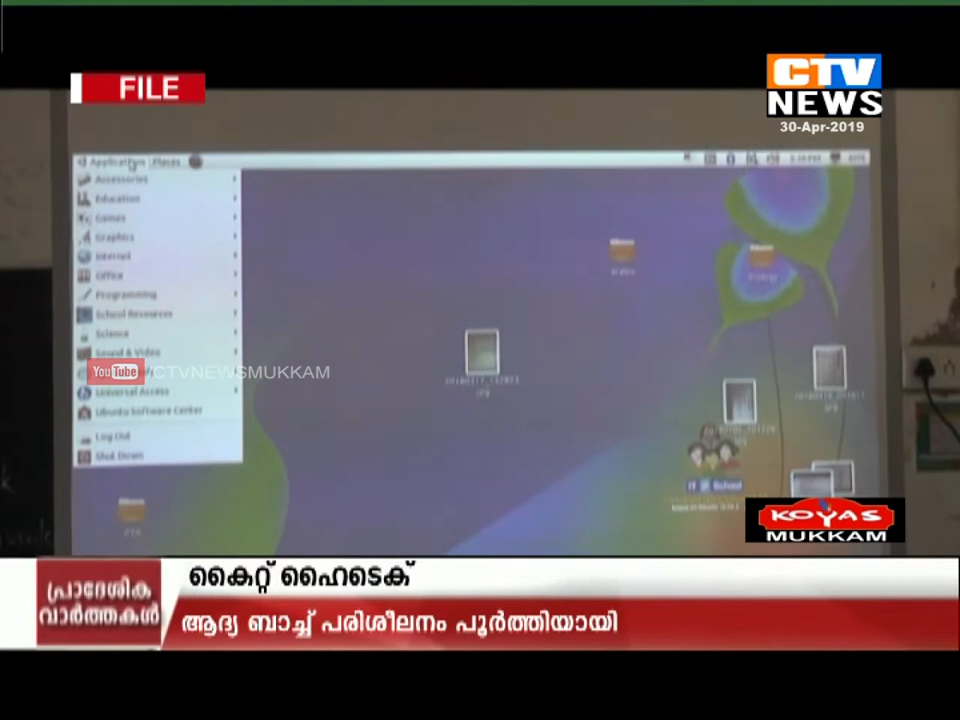 FILE
CTV
NEWS
30-Apr-2019
Applications Places
Accessories
Education
Games
Graphics
Internet
Office
Programming
School Resources
Science
Sound & Video
YouTube /CTVNEWSMUKKAM
Universal Access
Ubuntu Software Center
Log Out
Shut Down
IT @ School
KOYAS
MUKKAM
പ്രാദേശിക
വാർത്തകൾ
കൈറ്റ് ഹൈടെക്
ആദ്യ ബാച്ച് പരിശീലനം പൂർത്തിയായി